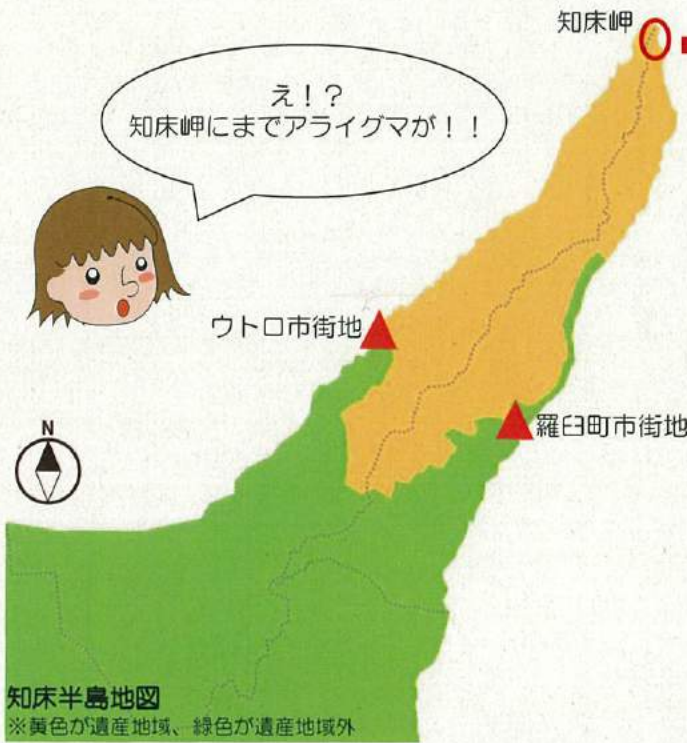 知床岬
え！？
知床岬にまでアライグマが！！
ウトロ市街地
羅臼町市街地
N
知床半島地図
※黄色が遺産地域、緑色が遺産地域外